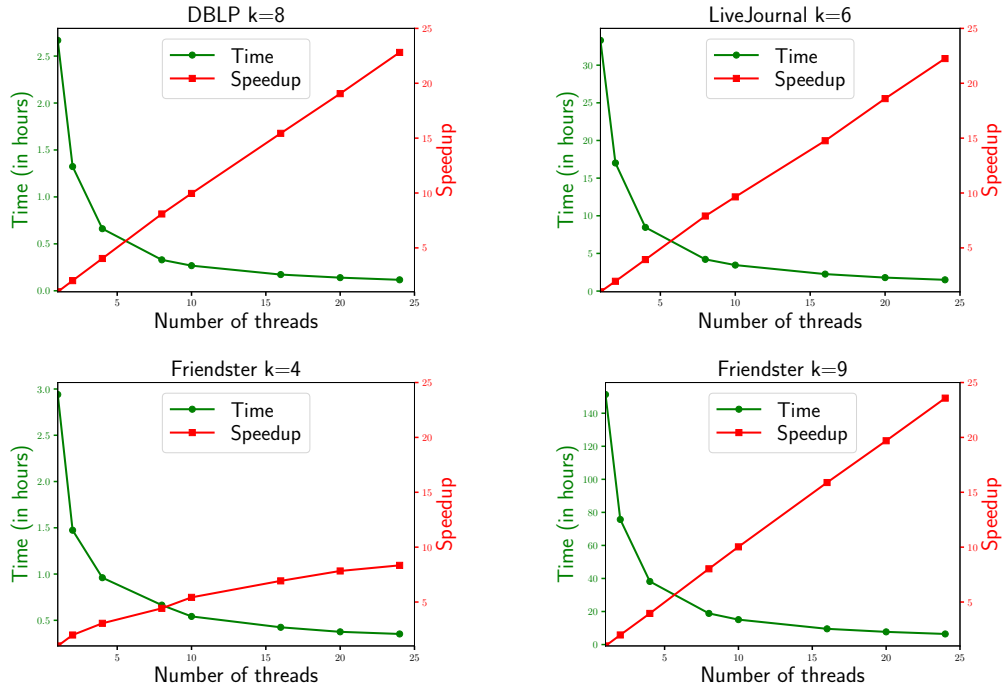 DBLP k=8
Time
Speedup
Time (in hours)
2.5
2.0
1.5
1.0
0.5
0.0
25
20
15
10
5
Speedup
5 10 15 20 25
Number of threads
LiveJournal k=6
Time
Speedup
Time (in hours)
30
25
20
15
10
5
0
25
20
15
10
5
Speedup
5 10 15 20 25
Number of threads
Friendster k=4
Time
Speedup
Time (in hours)
3.0
2.5
2.0
1.5
1.0
0.5
25
20
15
10
5
Speedup
5 10 15 20 25
Number of threads
Friendster k=9
Time
Speedup
Time (in hours)
140
120
100
80
60
40
20
0
25
20
15
10
5
Speedup
5 10 15 20 25
Number of threads